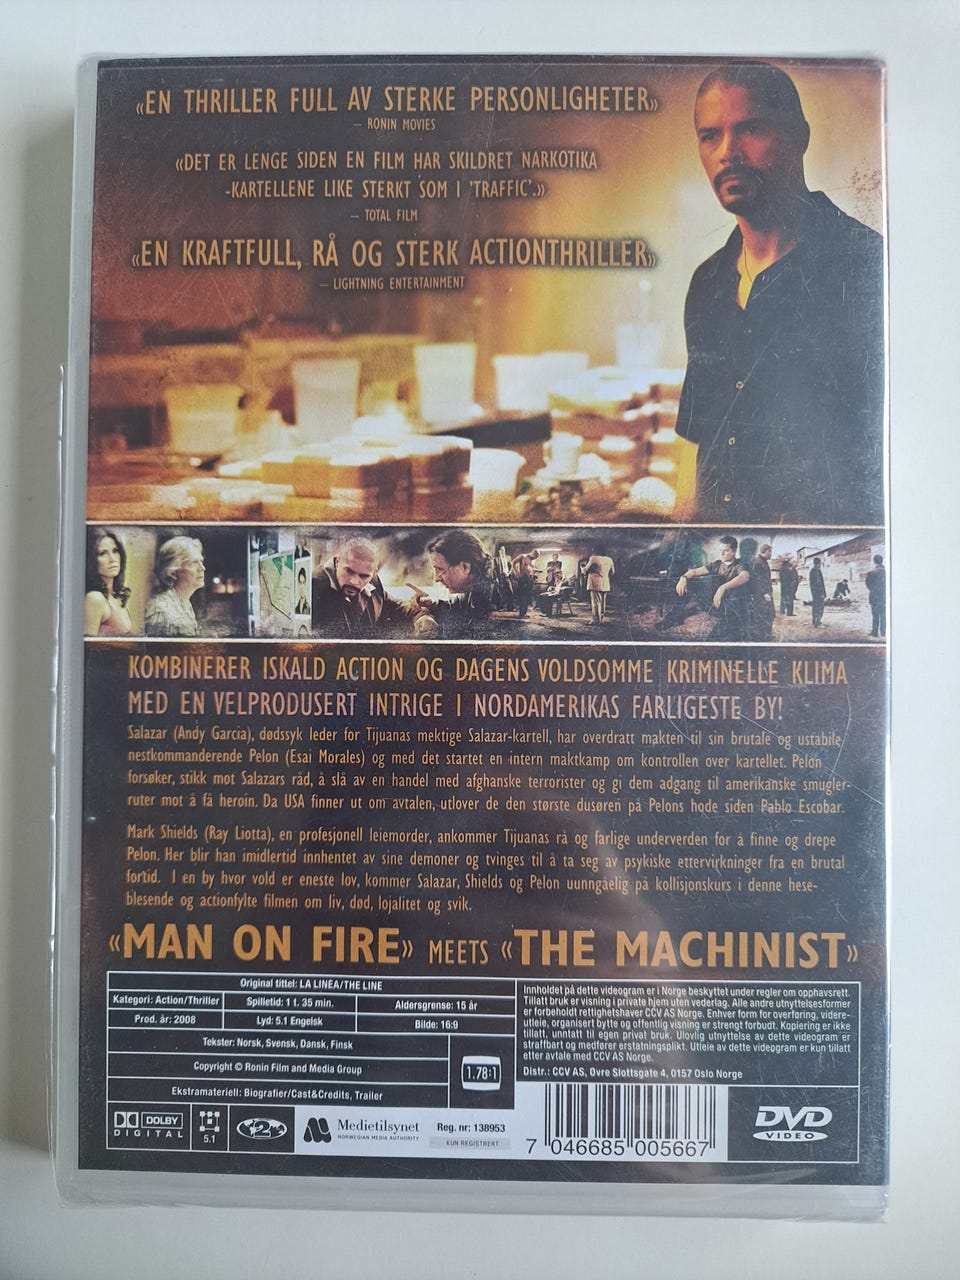 «EN THRILLER FULL AV STERKE PERSONLIGHETER»
– RONIN MOVIES
«DET ER LENGE SIDEN EN FILM HAR SKILDRET NARKOTIKA
-KARTELLENE LIKE STERKT SOM I 'TRAFFIC'.»
– TOTAL FILM
«EN KRAFTFULL, RÅ OG STERK ACTIONTHRILLER»
– LIGHTNING ENTERTAINMENT
KOMBINERER ISKALD ACTION OG DAGENS VOLDSOMME KRIMINELLE KLIMA
MED EN VELPRODUSERT INTRIGE I NORDAMERIKAS FARLIGESTE BY!
Salazar (Andy Garcia), dødssyk leder for Tijuanas mektige Salazar-kartell, har overdratt makten til sin brutale og ustabile
nestkommanderende Pelon (Esai Morales) og med det startet en intern maktkamp om kontrollen over kartellet. Pelon
forsøker, stikk mot Salazars råd, å slå av en handel med afghanske terrorister og gi dem adgang til amerikanske smugler-
ruter mot å få heroin. Da USA finner ut om avtalen, utlover de den største dusøren på Pelons hode siden Pablo Escobar.
Mark Shields (Ray Liotta), en profesjonell leiemorder, ankommer Tijuanas rå og farlige underverden for å finne og drepe
Pelon. Her blir han imidlertid innhentet av sine demoner og tvinges til å ta seg av psykiske ettervirkninger fra en brutal
fortid. I en by hvor vold er eneste lov, kommer Salazar, Shields og Pelon uunngåelig på kollisjonskurs i denne hese-
blesende og actionfylte filmen om liv, død, lojalitet og svik.
«MAN ON FIRE» MEETS «THE MACHINIST»
Original tittel: LA LINEA/THE LINE
Kategori: Action/Thriller
Spilletid: 1 t. 35 min.
Aldersgrense: 15 år
Prod. år: 2008
Lyd: 5.1 Engelsk
Bilde: 16:9
Tekster: Norsk, Svensk, Dansk, Finsk
Copyright © Ronin Film and Media Group
1.78:1
Ekstramateriell: Biografier/Cast&Credits, Trailer
Innholdet på dette videogram er i Norge beskyttet under regler om opphavsrett.
Tillatt bruk er visning i private hjem uten vederlag. Alle andre utnyttelsesformer
er forbeholdt rettighetshaver CCV AS Norge. Enhver form for overføring, videre-
utleie, organisert bytte og offentlig visning er strengt forbudt. Kopiering er ikke
tillatt, unntatt til egen privat bruk. Ulovlig utnyttelse av dette videogram er
straffbart og medfører erstatningsplikt. Utleie av dette videogram er kun tillatt
etter avtale med CCV AS Norge.
Distr.: CCV AS, Øvre Slottsgate 4, 0157 Oslo Norge
DOLBY
DIGITAL
5.1
2
Medietilsynet
NORWEGIAN MEDIA AUTHORITY
Reg. nr: 138953
KUN REGISTRERT
7 046685 005667
DVD
VIDEO